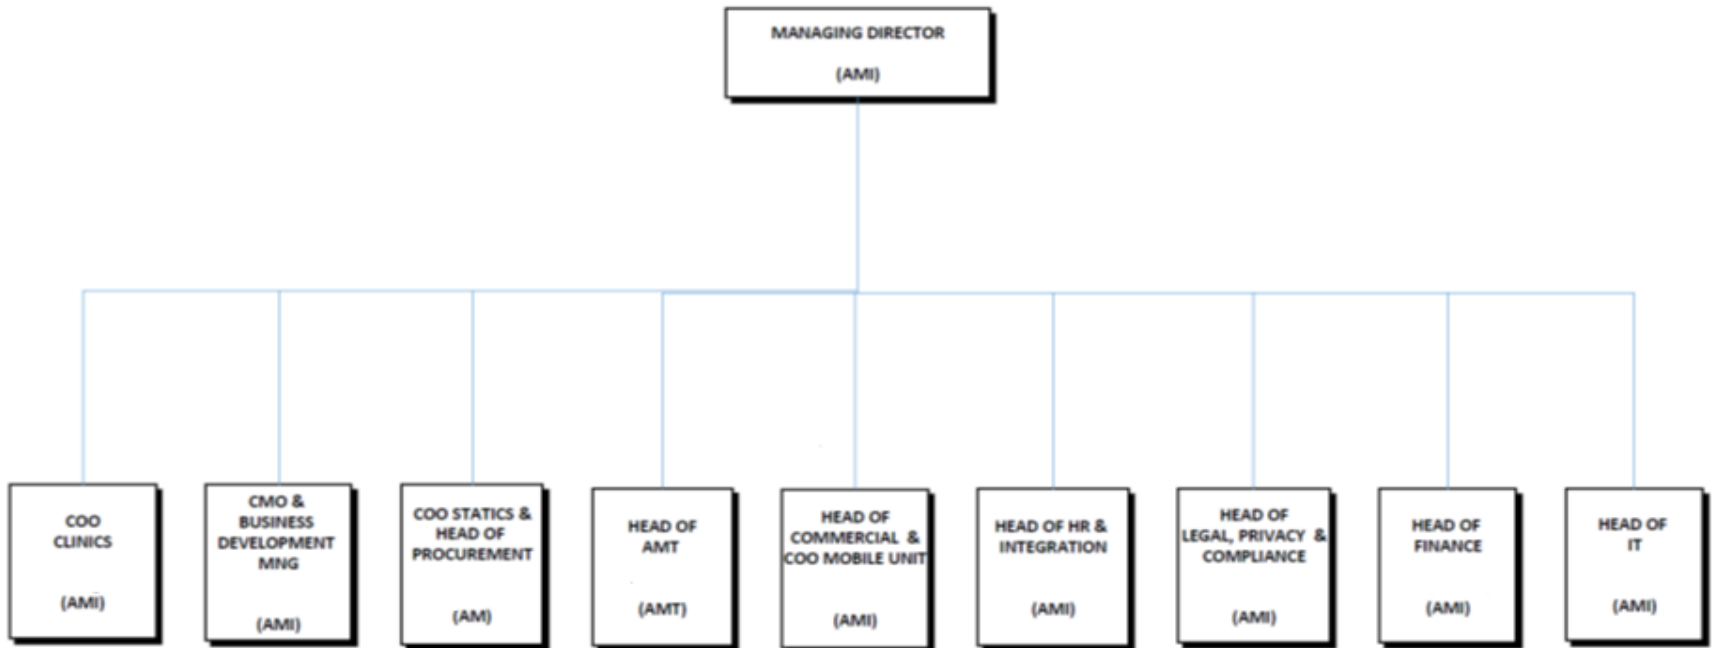 MANAGING DIRECTOR
(AMI)
COO
CLINICS
(AMI)
CMO &
BUSINESS
DEVELOPMENT
MNG
(AMI)
COO STATICS &
HEAD OF
PROCUREMENT
(AM)
HEAD OF
AMT
(AMT)
HEAD OF
COMMERCIAL &
COO MOBILE UNIT
(AMI)
HEAD OF HR &
INTEGRATION
(AMI)
HEAD OF
LEGAL, PRIVACY &
COMPLIANCE
(AMI)
HEAD OF
FINANCE
(AMI)
HEAD OF
IT
(AMI)